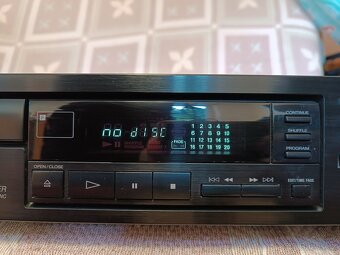 CONTINUE
no disc
1 2 3 4 5
6 7 8 9 10
11 12 13 14 15
16 17 18 19 20
SHUFFLE
PROGRAM
FADE
OPEN/CLOSE
EDIT/TIME FADE